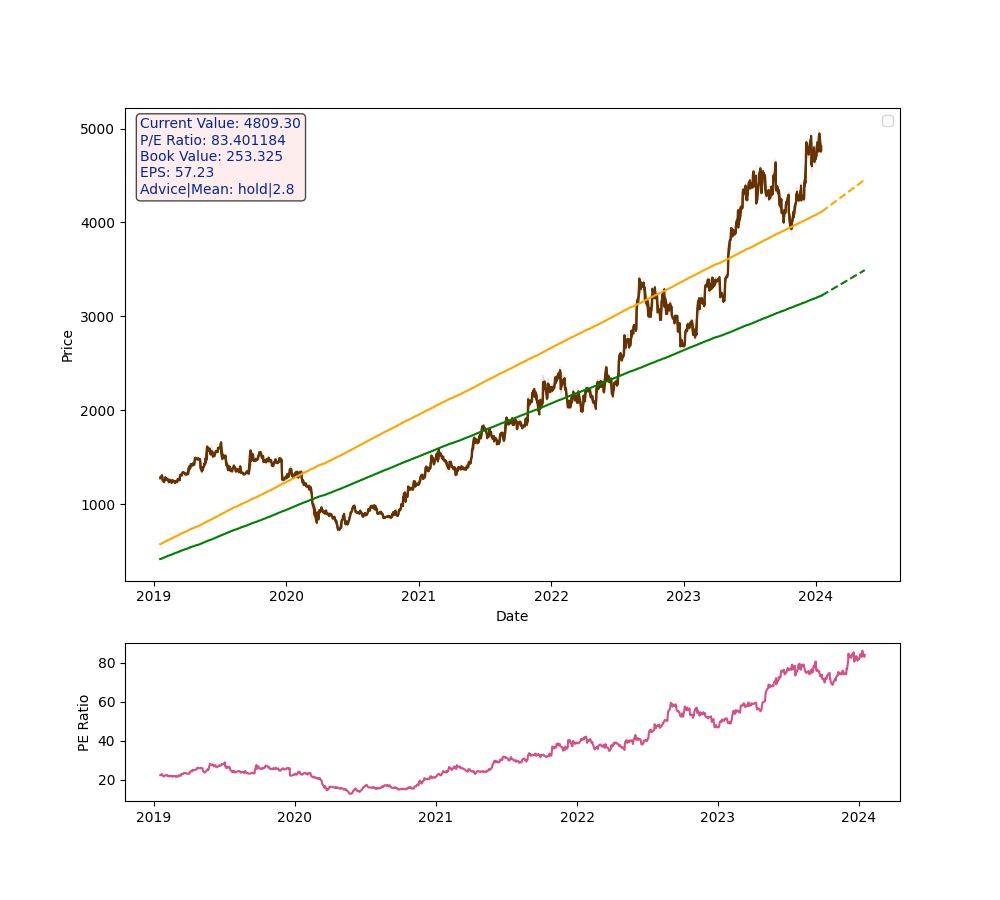 Current Value: 4809.30
P/E Ratio: 83.401184
Book Value: 253.325
EPS: 57.23
Advice|Mean: hold|2.8
5000
4000
3000
2000
1000
Price
2019 2020 2021 2022 2023 2024
Date
80
60
40
20
PE Ratio
2019 2020 2021 2022 2023 2024